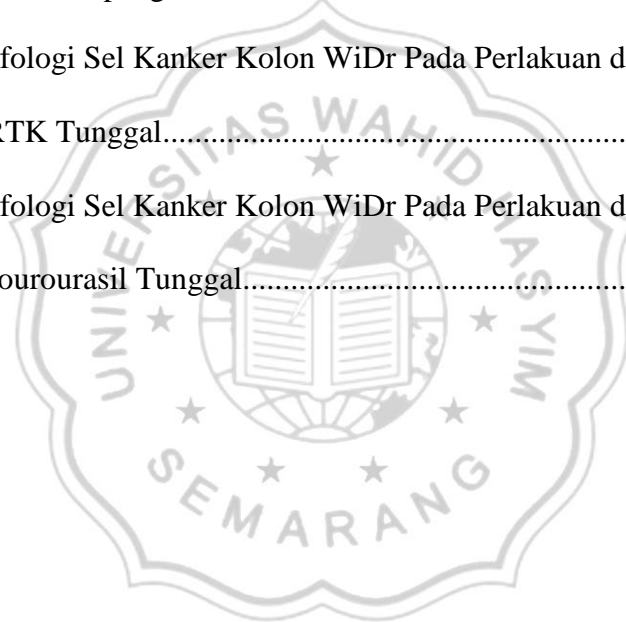 fologi Sel Kanker Kolon WiDr Pada Perlakuan d
RTK Tunggal..................................................
fologi Sel Kanker Kolon WiDr Pada Perlakuan d
ourourasil Tunggal.........................................
UNIVERSITAS WAHID HASYIM
SEMARANG